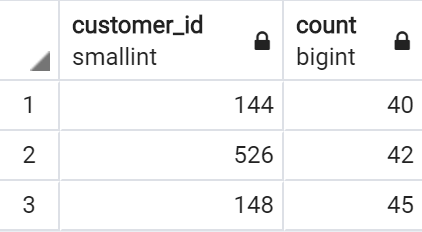 customer_id count
smallint bigint
1 144 40
2 526 42
3 148 45